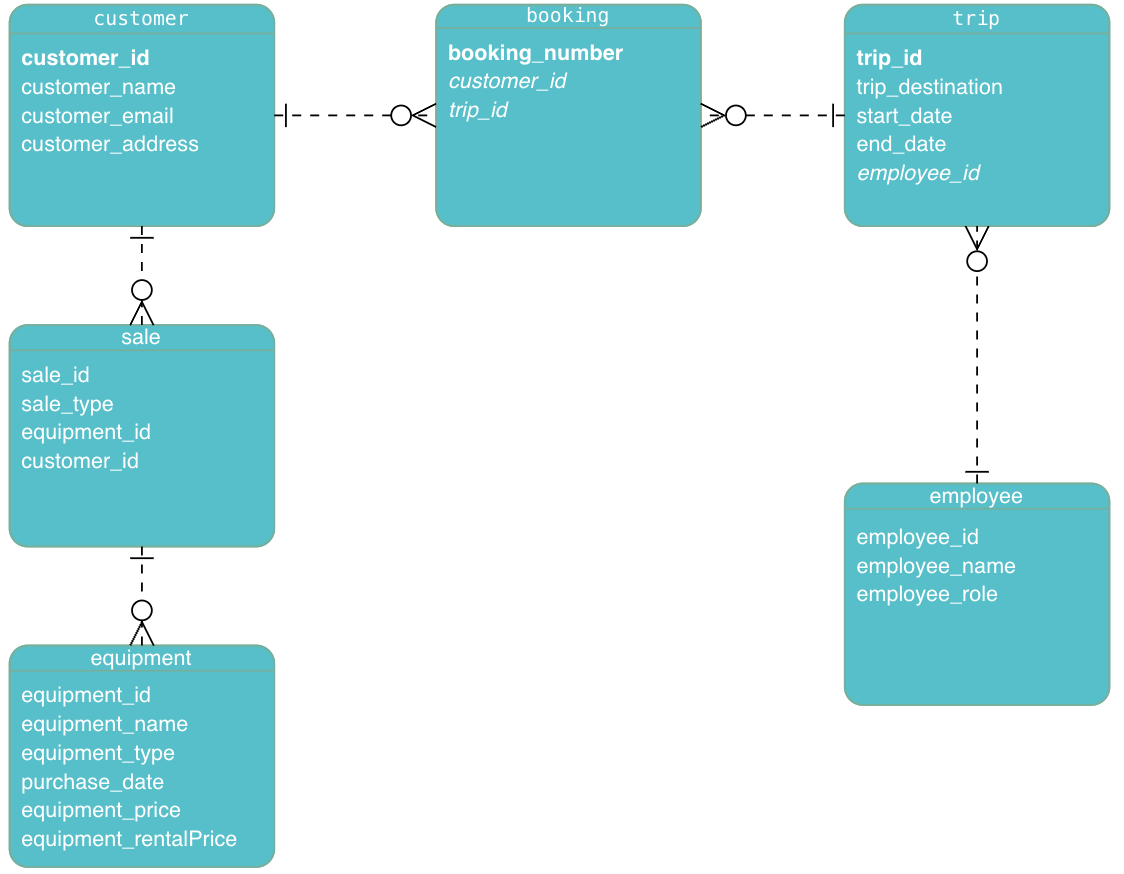 customer
customer_id
customer_name
customer_email
customer_address
booking
booking_number
customer_id
trip_id
trip
trip_id
trip_destination
start_date
end_date
employee_id
sale
sale_id
sale_type
equipment_id
customer_id
employee
employee_id
employee_name
employee_role
equipment
equipment_id
equipment_name
equipment_type
purchase_date
equipment_price
equipment_rentalPrice